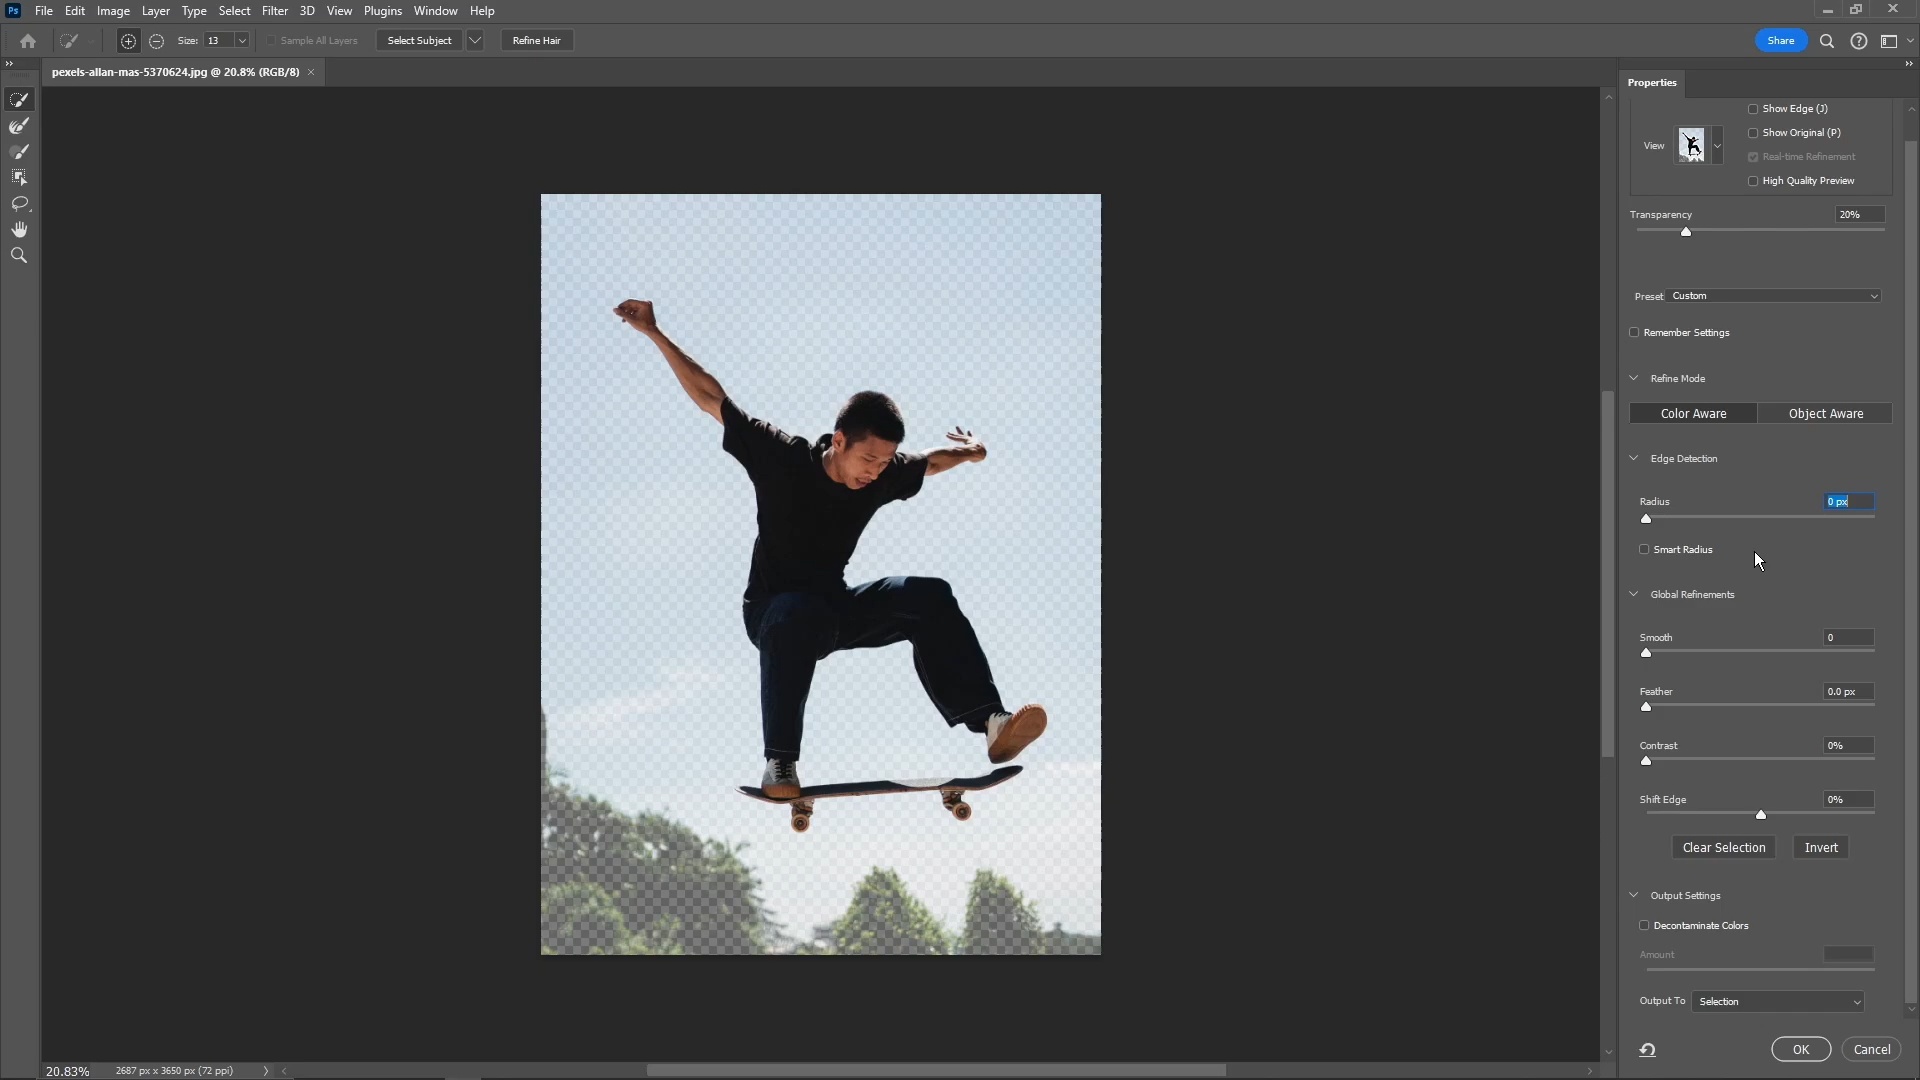 Ps File Edit Image Layer Type Select Filter 3D View Plugins Window Help
Size: 13 Sample All Layers Select Subject Refine Hair Share
pexels-allan-mas-5370624.jpg @ 20.8% (RGB/8) ×
Properties
Show Edge (J)
Show Original (P)
View
Real-time Refinement
High Quality Preview
Transparency 20%
Preset Custom
Remember Settings
Refine Mode
Color Aware Object Aware
Edge Detection
Radius 0 px
Smart Radius
Global Refinements
Smooth 0
Feather 0.0 px
Contrast 0%
Shift Edge 0%
Clear Selection Invert
Output Settings
Decontaminate Colors
Amount
Output To Selection
OK Cancel
20.83% 2687 px x 3650 px (72 ppi)